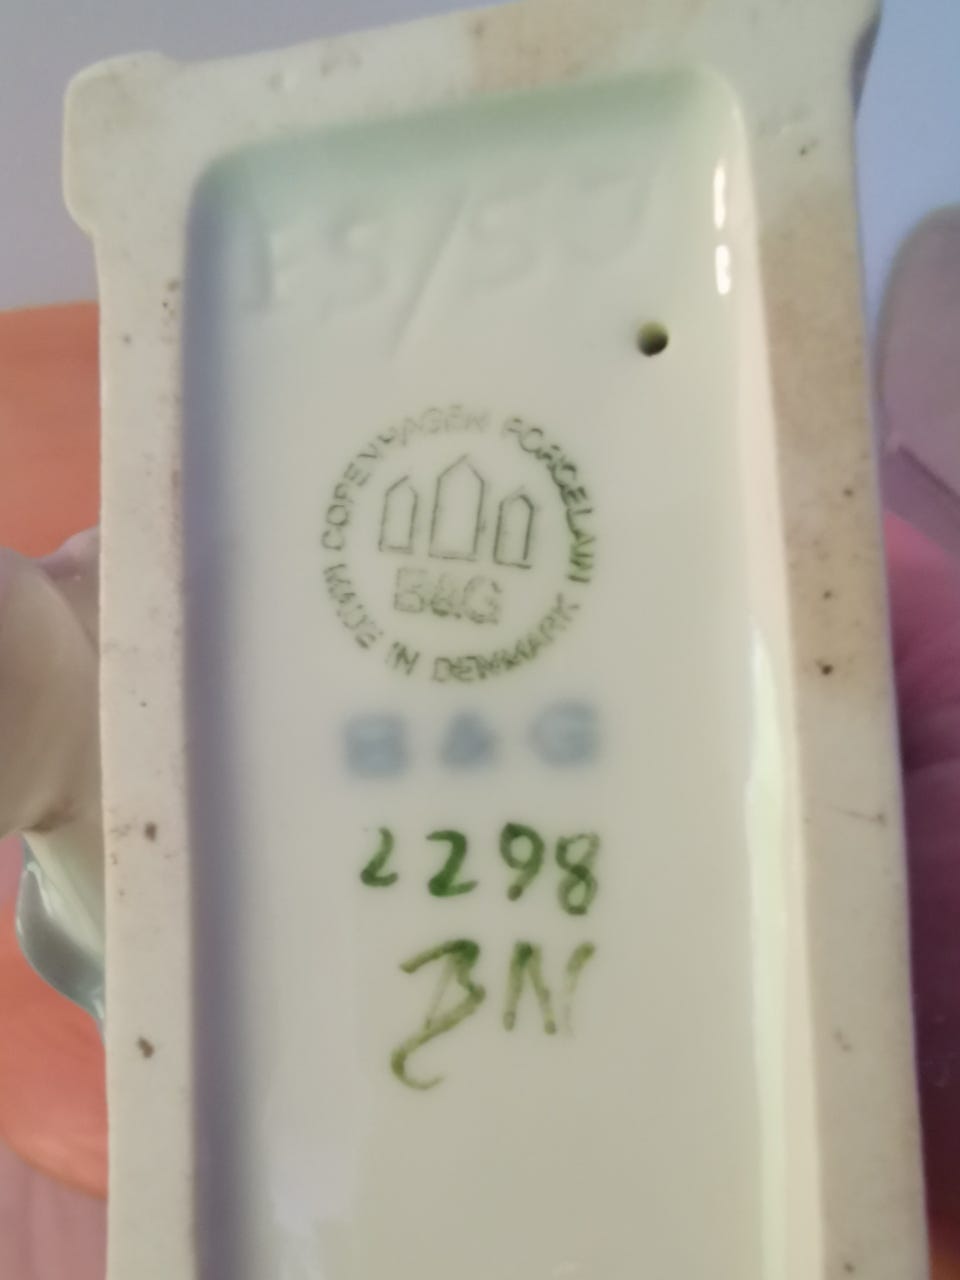 COPENHAGEN PORCELAIN
B&G
MADE IN DENMARK
B & G
2298
BN